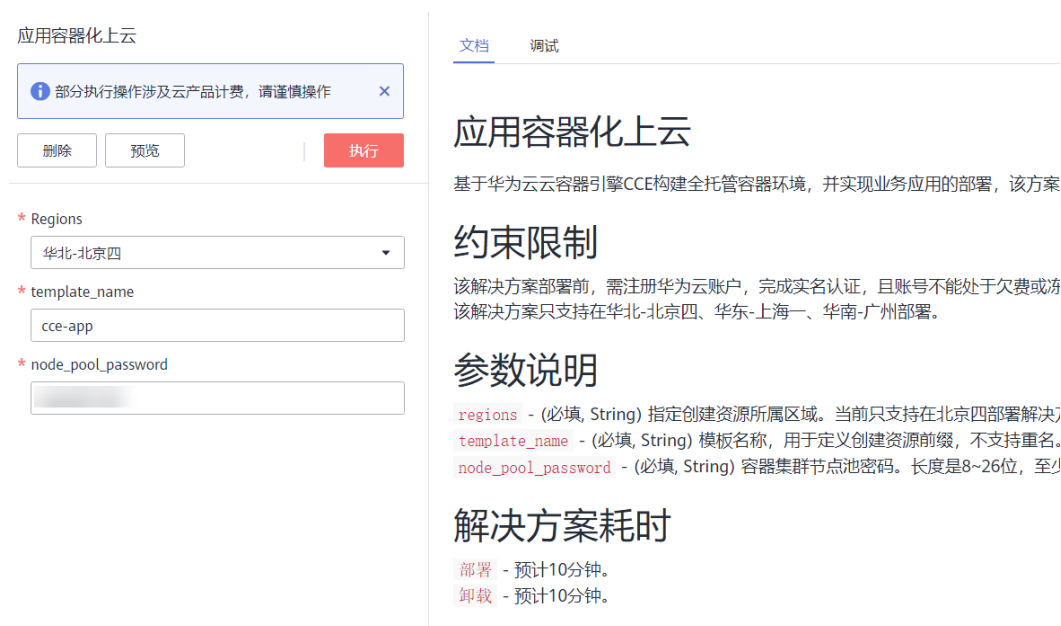 应用容器化上云
部分执行操作涉及云产品计费，请谨慎操作
删除
预览
执行
* Regions
华北-北京四
* template_name
cce-app
* node_pool_password
文档
调试
应用容器化上云
基于华为云云容器引擎CCE构建全托管容器环境，并实现业务应用的部署，该方案
约束限制
该解决方案部署前，需注册华为云账户，完成实名认证，且账号不能处于欠费或冻
该解决方案只支持在华北-北京四、华东-上海一、华南-广州部署。
参数说明
regions - (必填, String) 指定创建资源所属区域。当前只支持在北京四部署解决方
template_name - (必填, String) 模板名称，用于定义创建资源前缀，不支持重名。
node_pool_password - (必填, String) 容器集群节点池密码。长度是8~26位，至少
解决方案耗时
部署 - 预计10分钟。
卸载 - 预计10分钟。